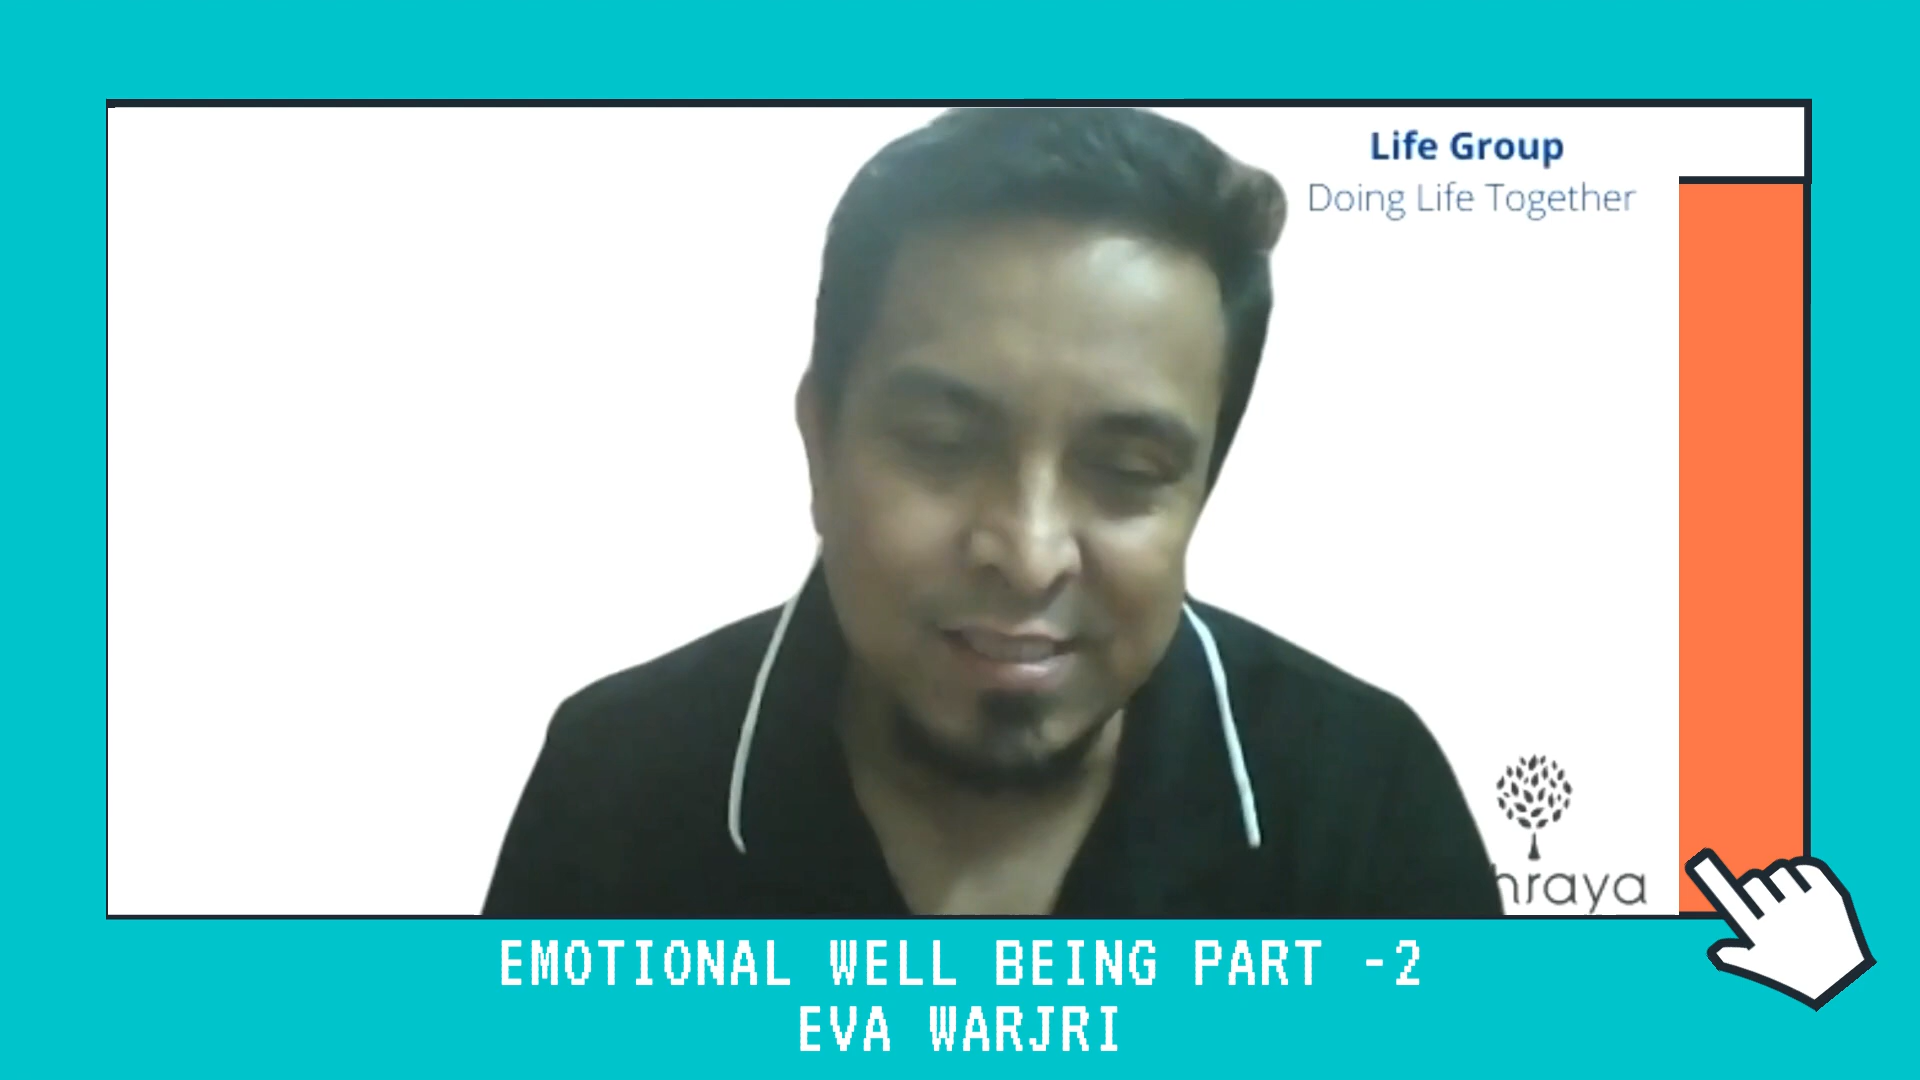 Life Group
Doing Life Together
hraya
EMOTIONAL WELL BEING PART -2
EVA WARJRI